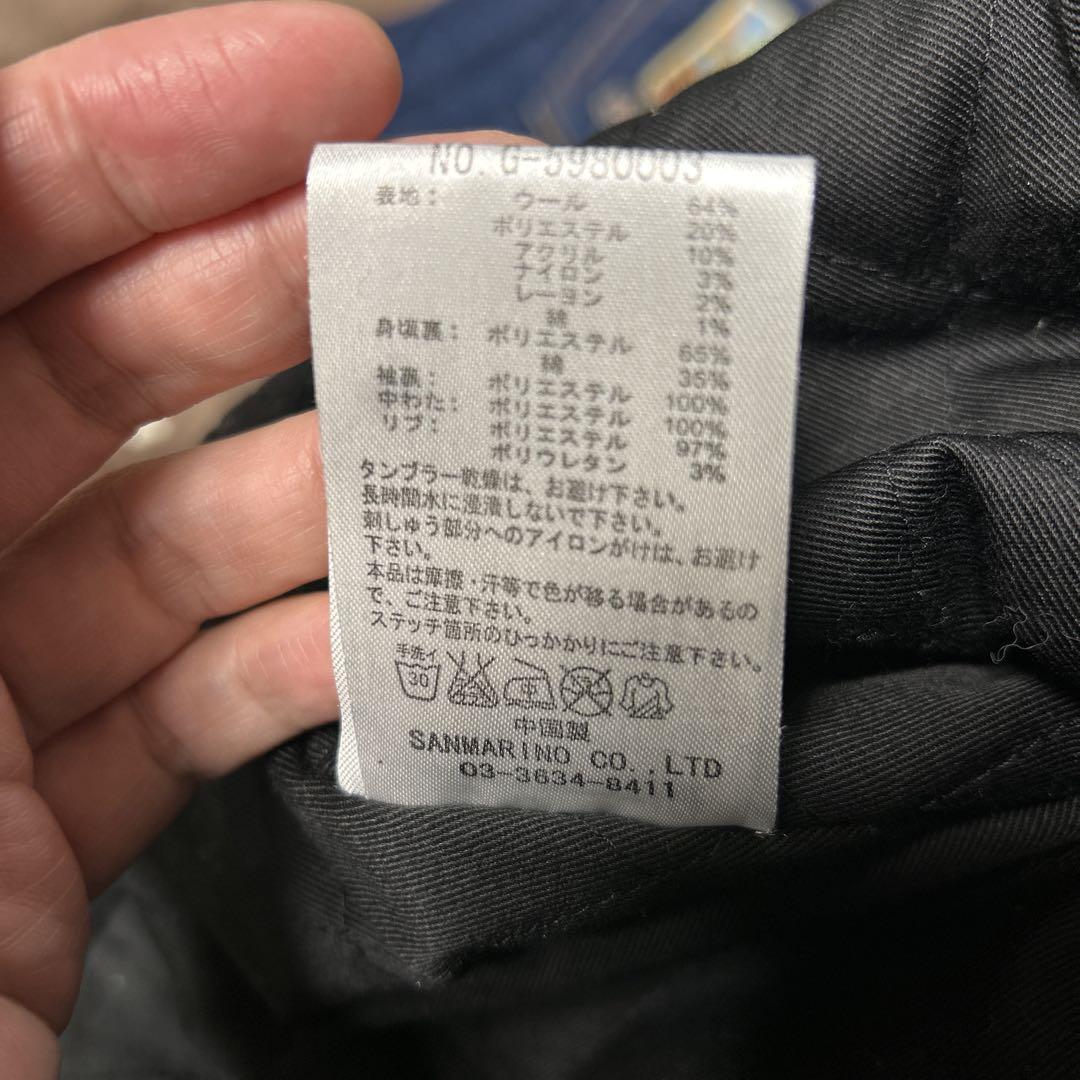 NO.G-5980003
表地: ウール 64%
ポリエステル 20%
アクリル 10%
ナイロン 3%
レーヨン 2%
綿 1%
身頃裏: ポリエステル 65%
綿 35%
袖裏: ポリエステル 100%
中わた: ポリエステル 100%
リブ: ポリエステル 97%
ポリウレタン 3%
タンブラー乾燥は、お避け下さい。
長時間水に浸漬しないで下さい。
刺しゅう部分へのアイロンがけは、お避け
下さい。
本品は摩擦・汗等で色が移る場合があるの
で、ご注意下さい。
ステッチ箇所のひっかかりにご注意下さい。
手洗イ
30
中国製
SANMARINO CO.,LTD
03-3634-8411